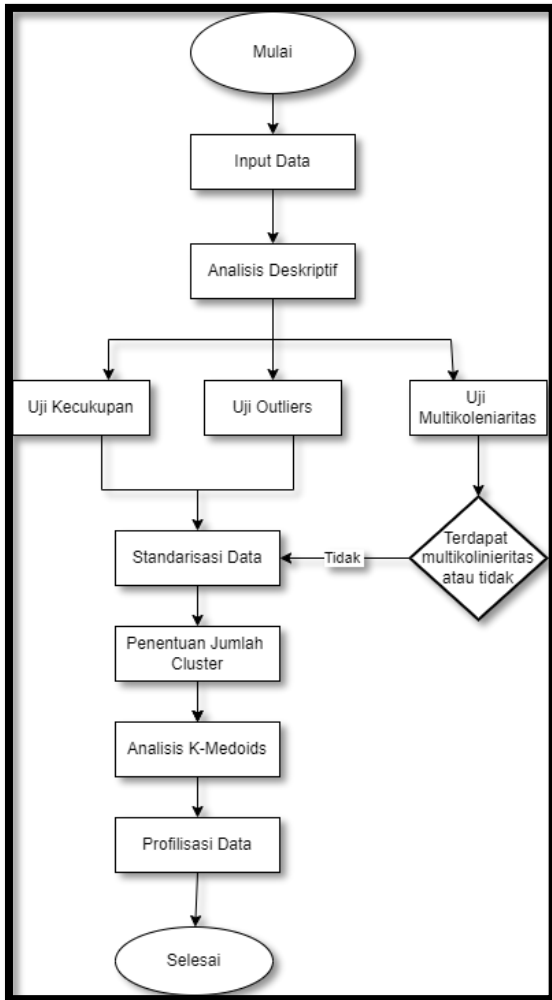 Mulai
Input Data
Analisis Deskriptif
Uji Kecukupan
Uji Outliers
Uji
Multikoleniaritas
Terdapat
multikolinieritas
atau tidak
Tidak
Standarisasi Data
Penentuan Jumlah
Cluster
Analisis K-Medoids
Profilisasi Data
Selesai